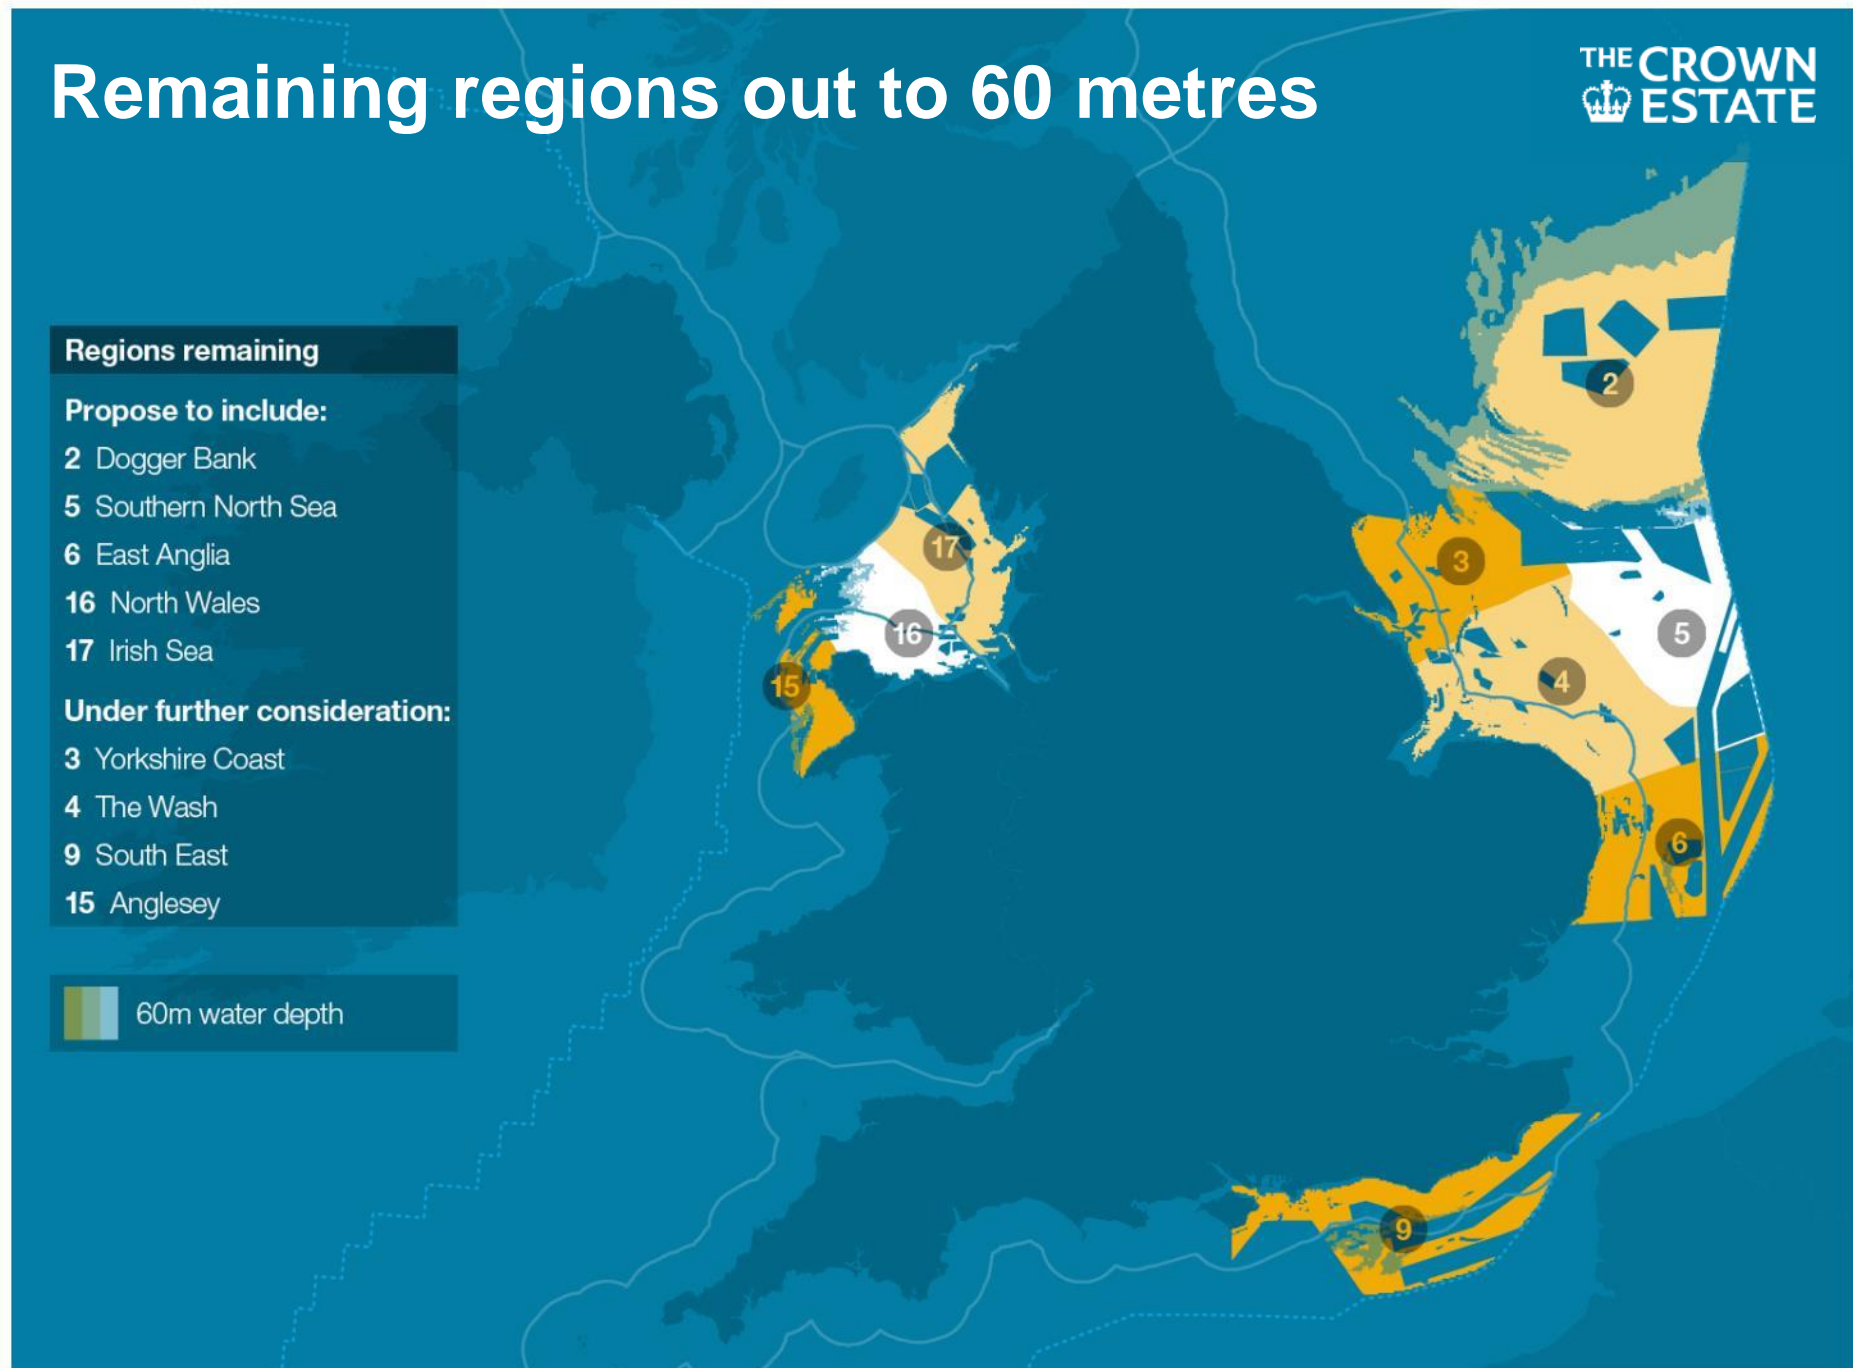 Remaining regions out to 60 metres
THE CROWN
ESTATE
Regions remaining
Propose to include:
2 Dogger Bank
5 Southern North Sea
6 East Anglia
16 North Wales
17 Irish Sea
Under further consideration:
3 Yorkshire Coast
4 The Wash
9 South East
15 Anglesey
60m water depth
2
17
3
16
5
15
4
6
9